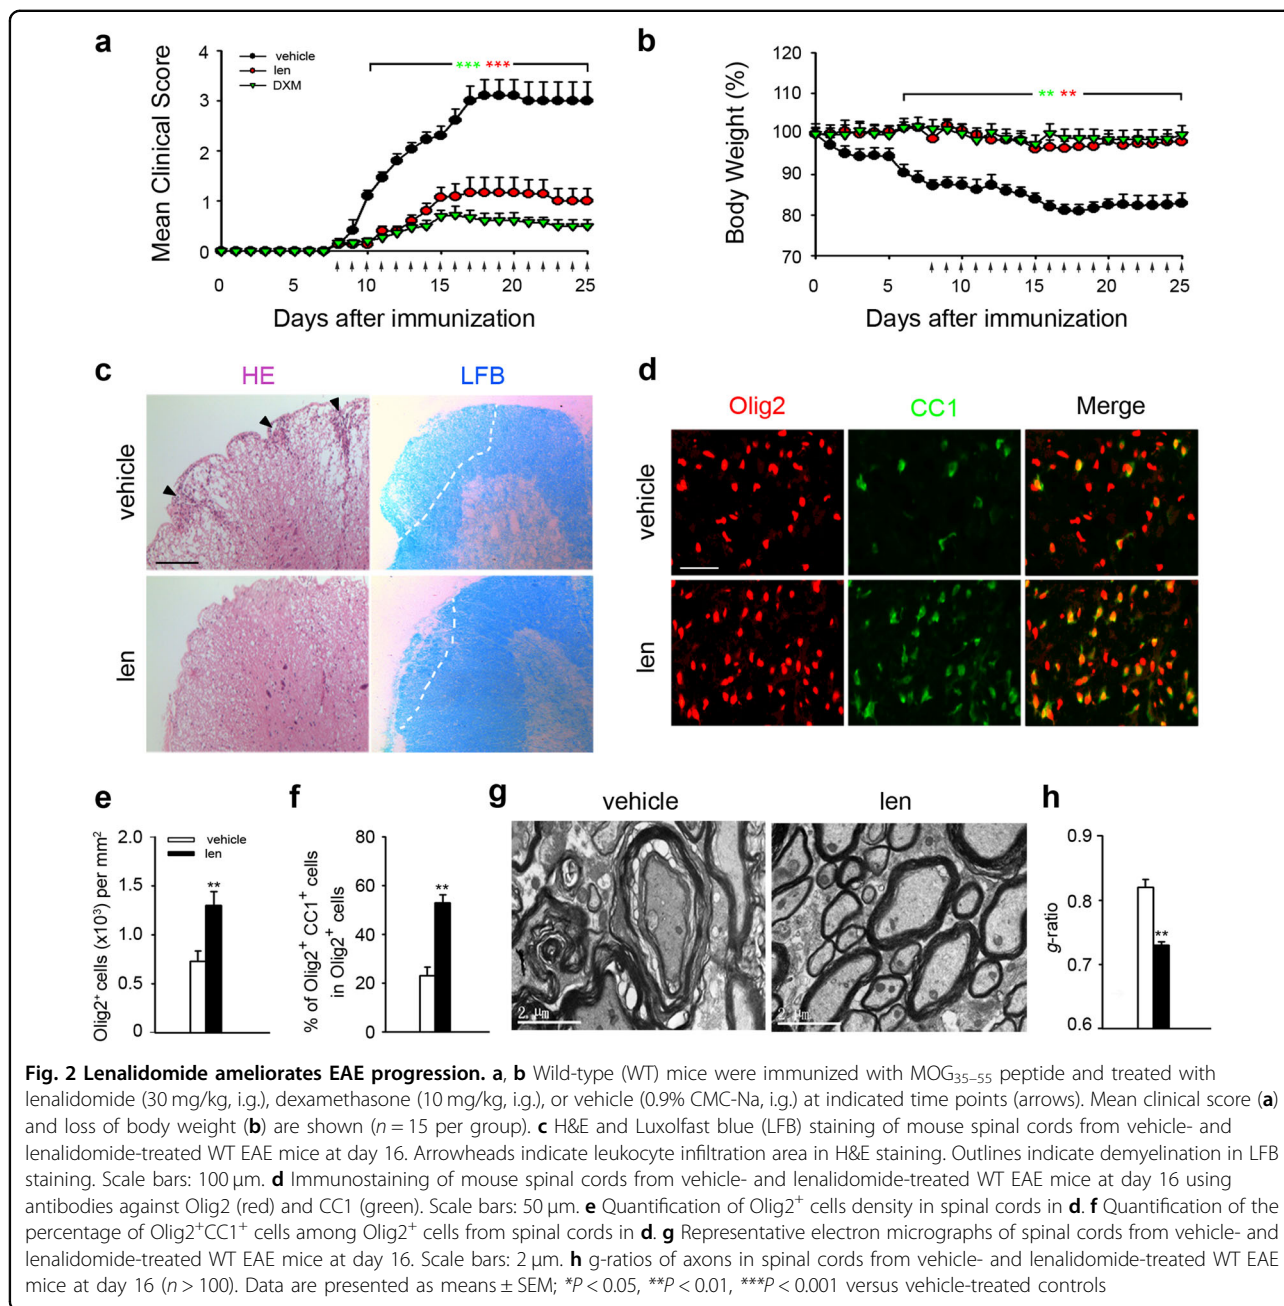 a
Mean Clinical Score
4
3
2
1
0
vehicle
len
DXM
*** ***
0 5 10 15 20 25
Days after immunization
b
Body Weight (%)
120
110
100
90
80
70
** **
0 5 10 15 20 25
Days after immunization
c
HE LFB
vehicle
len
d
Olig2 CC1 Merge
vehicle
len
e
Olig2⁺ cells (x10³) per mm²
2.0
1.5
1.0
0.5
0
vehicle
len
**
f
% of Olig2⁺ CC1⁺ cells
in Olig2⁺ cells
80
60
40
20
0
**
g
vehicle len
2 μm
2 μm
h
g-ratio
0.9
0.8
0.7
0.6
**
Fig. 2 Lenalidomide ameliorates EAE progression. a, b Wild-type (WT) mice were immunized with MOG₃₅₋₅₅ peptide and treated with
lenalidomide (30 mg/kg, i.g.), dexamethasone (10 mg/kg, i.g.), or vehicle (0.9% CMC-Na, i.g.) at indicated time points (arrows). Mean clinical score (a)
and loss of body weight (b) are shown (n = 15 per group). c H&E and Luxolfast blue (LFB) staining of mouse spinal cords from vehicle- and
lenalidomide-treated WT EAE mice at day 16. Arrowheads indicate leukocyte infiltration area in H&E staining. Outlines indicate demyelination in LFB
staining. Scale bars: 100 μm. d Immunostaining of mouse spinal cords from vehicle- and lenalidomide-treated WT EAE mice at day 16 using
antibodies against Olig2 (red) and CC1 (green). Scale bars: 50 μm. e Quantification of Olig2⁺ cells density in spinal cords in d. f Quantification of the
percentage of Olig2⁺CC1⁺ cells among Olig2⁺ cells from spinal cords in d. g Representative electron micrographs of spinal cords from vehicle- and
lenalidomide-treated WT EAE mice at day 16. Scale bars: 2 μm. h g-ratios of axons in spinal cords from vehicle- and lenalidomide-treated WT EAE
mice at day 16 (n > 100). Data are presented as means ± SEM; *P < 0.05, **P < 0.01, ***P < 0.001 versus vehicle-treated controls